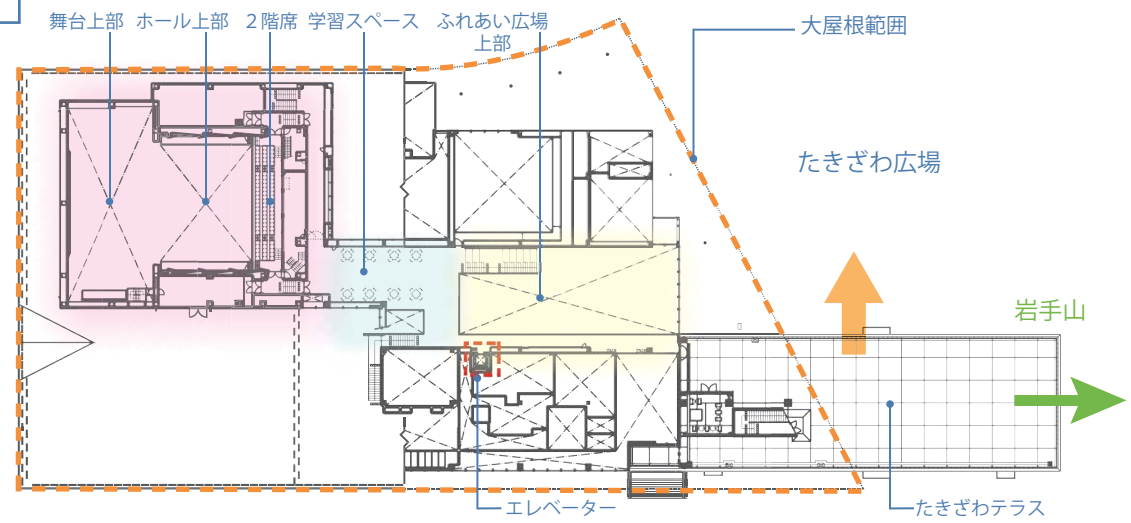 舞台上部
ホール上部
２階席
学習スペース
ふれあい広場
上部
大屋根範囲
たきざわ広場
岩手山
エレベーター
たきざわテラス